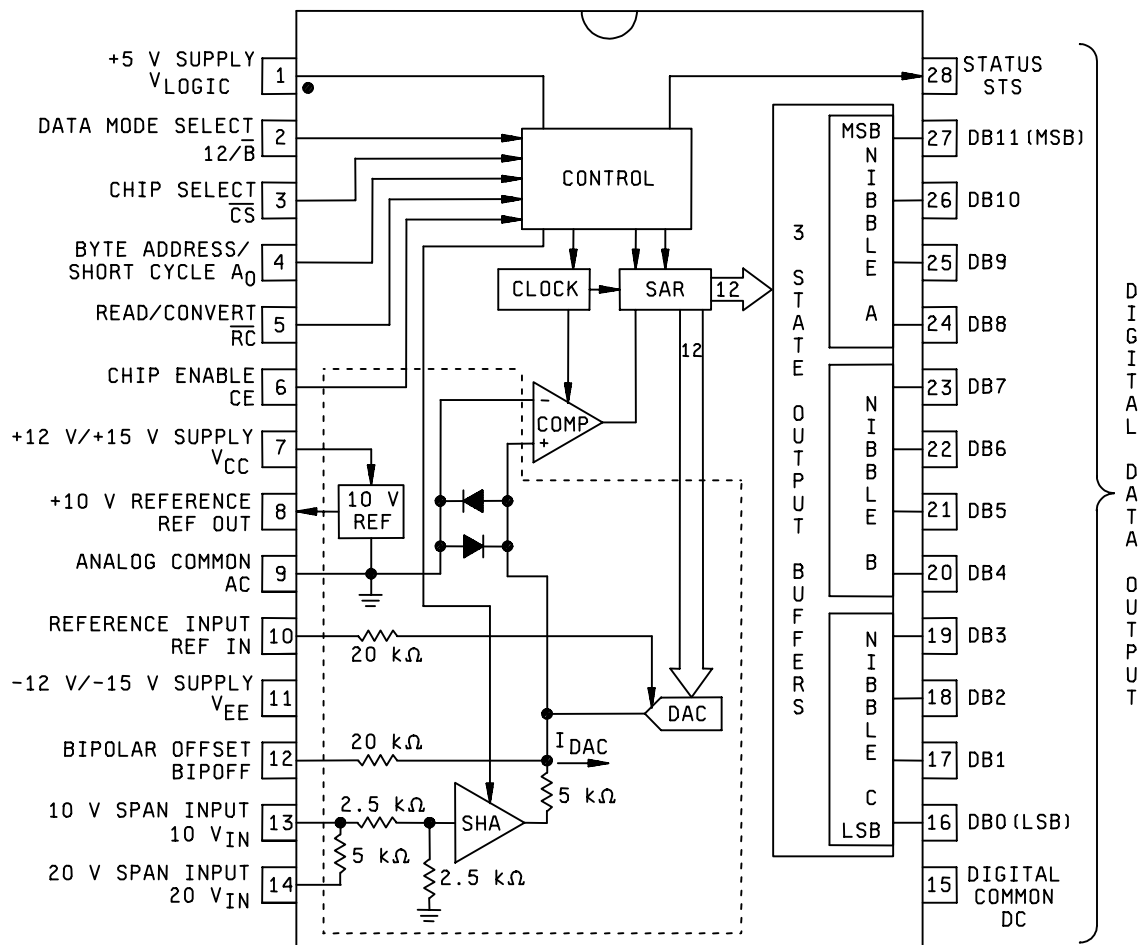 +5 V SUPPLY
VLOGIC
1
DATA MODE SELECT
12/B̅
2
CHIP SELECT
C̅S̅
3
BYTE ADDRESS/
SHORT CYCLE A0
4
READ/CONVERT
R̅C̅
5
CHIP ENABLE
CE
6
+12 V/+15 V SUPPLY
VCC
7
+10 V REFERENCE
REF OUT
8
ANALOG COMMON
AC
9
REFERENCE INPUT
REF IN
10
-12 V/-15 V SUPPLY
VEE
11
BIPOLAR OFFSET
BIPOFF
12
10 V SPAN INPUT
10 VIN
13
20 V SPAN INPUT
20 VIN
14
CONTROL
CLOCK
SAR
12
12
-
COMP
+
10 V
REF
20 kΩ
DAC
20 kΩ
IDAC
5 kΩ
2.5 kΩ
SHA
5 kΩ
2.5 kΩ
3 STATE OUTPUT BUFFERS
MSB
NIBBLE A
NIBBLE B
NIBBLE C
LSB
28
STATUS
STS
27 DB11(MSB)
26 DB10
25 DB9
24 DB8
23 DB7
22 DB6
21 DB5
20 DB4
19 DB3
18 DB2
17 DB1
16 DB0(LSB)
15
DIGITAL
COMMON
DC
DIGITAL DATA OUTPUT